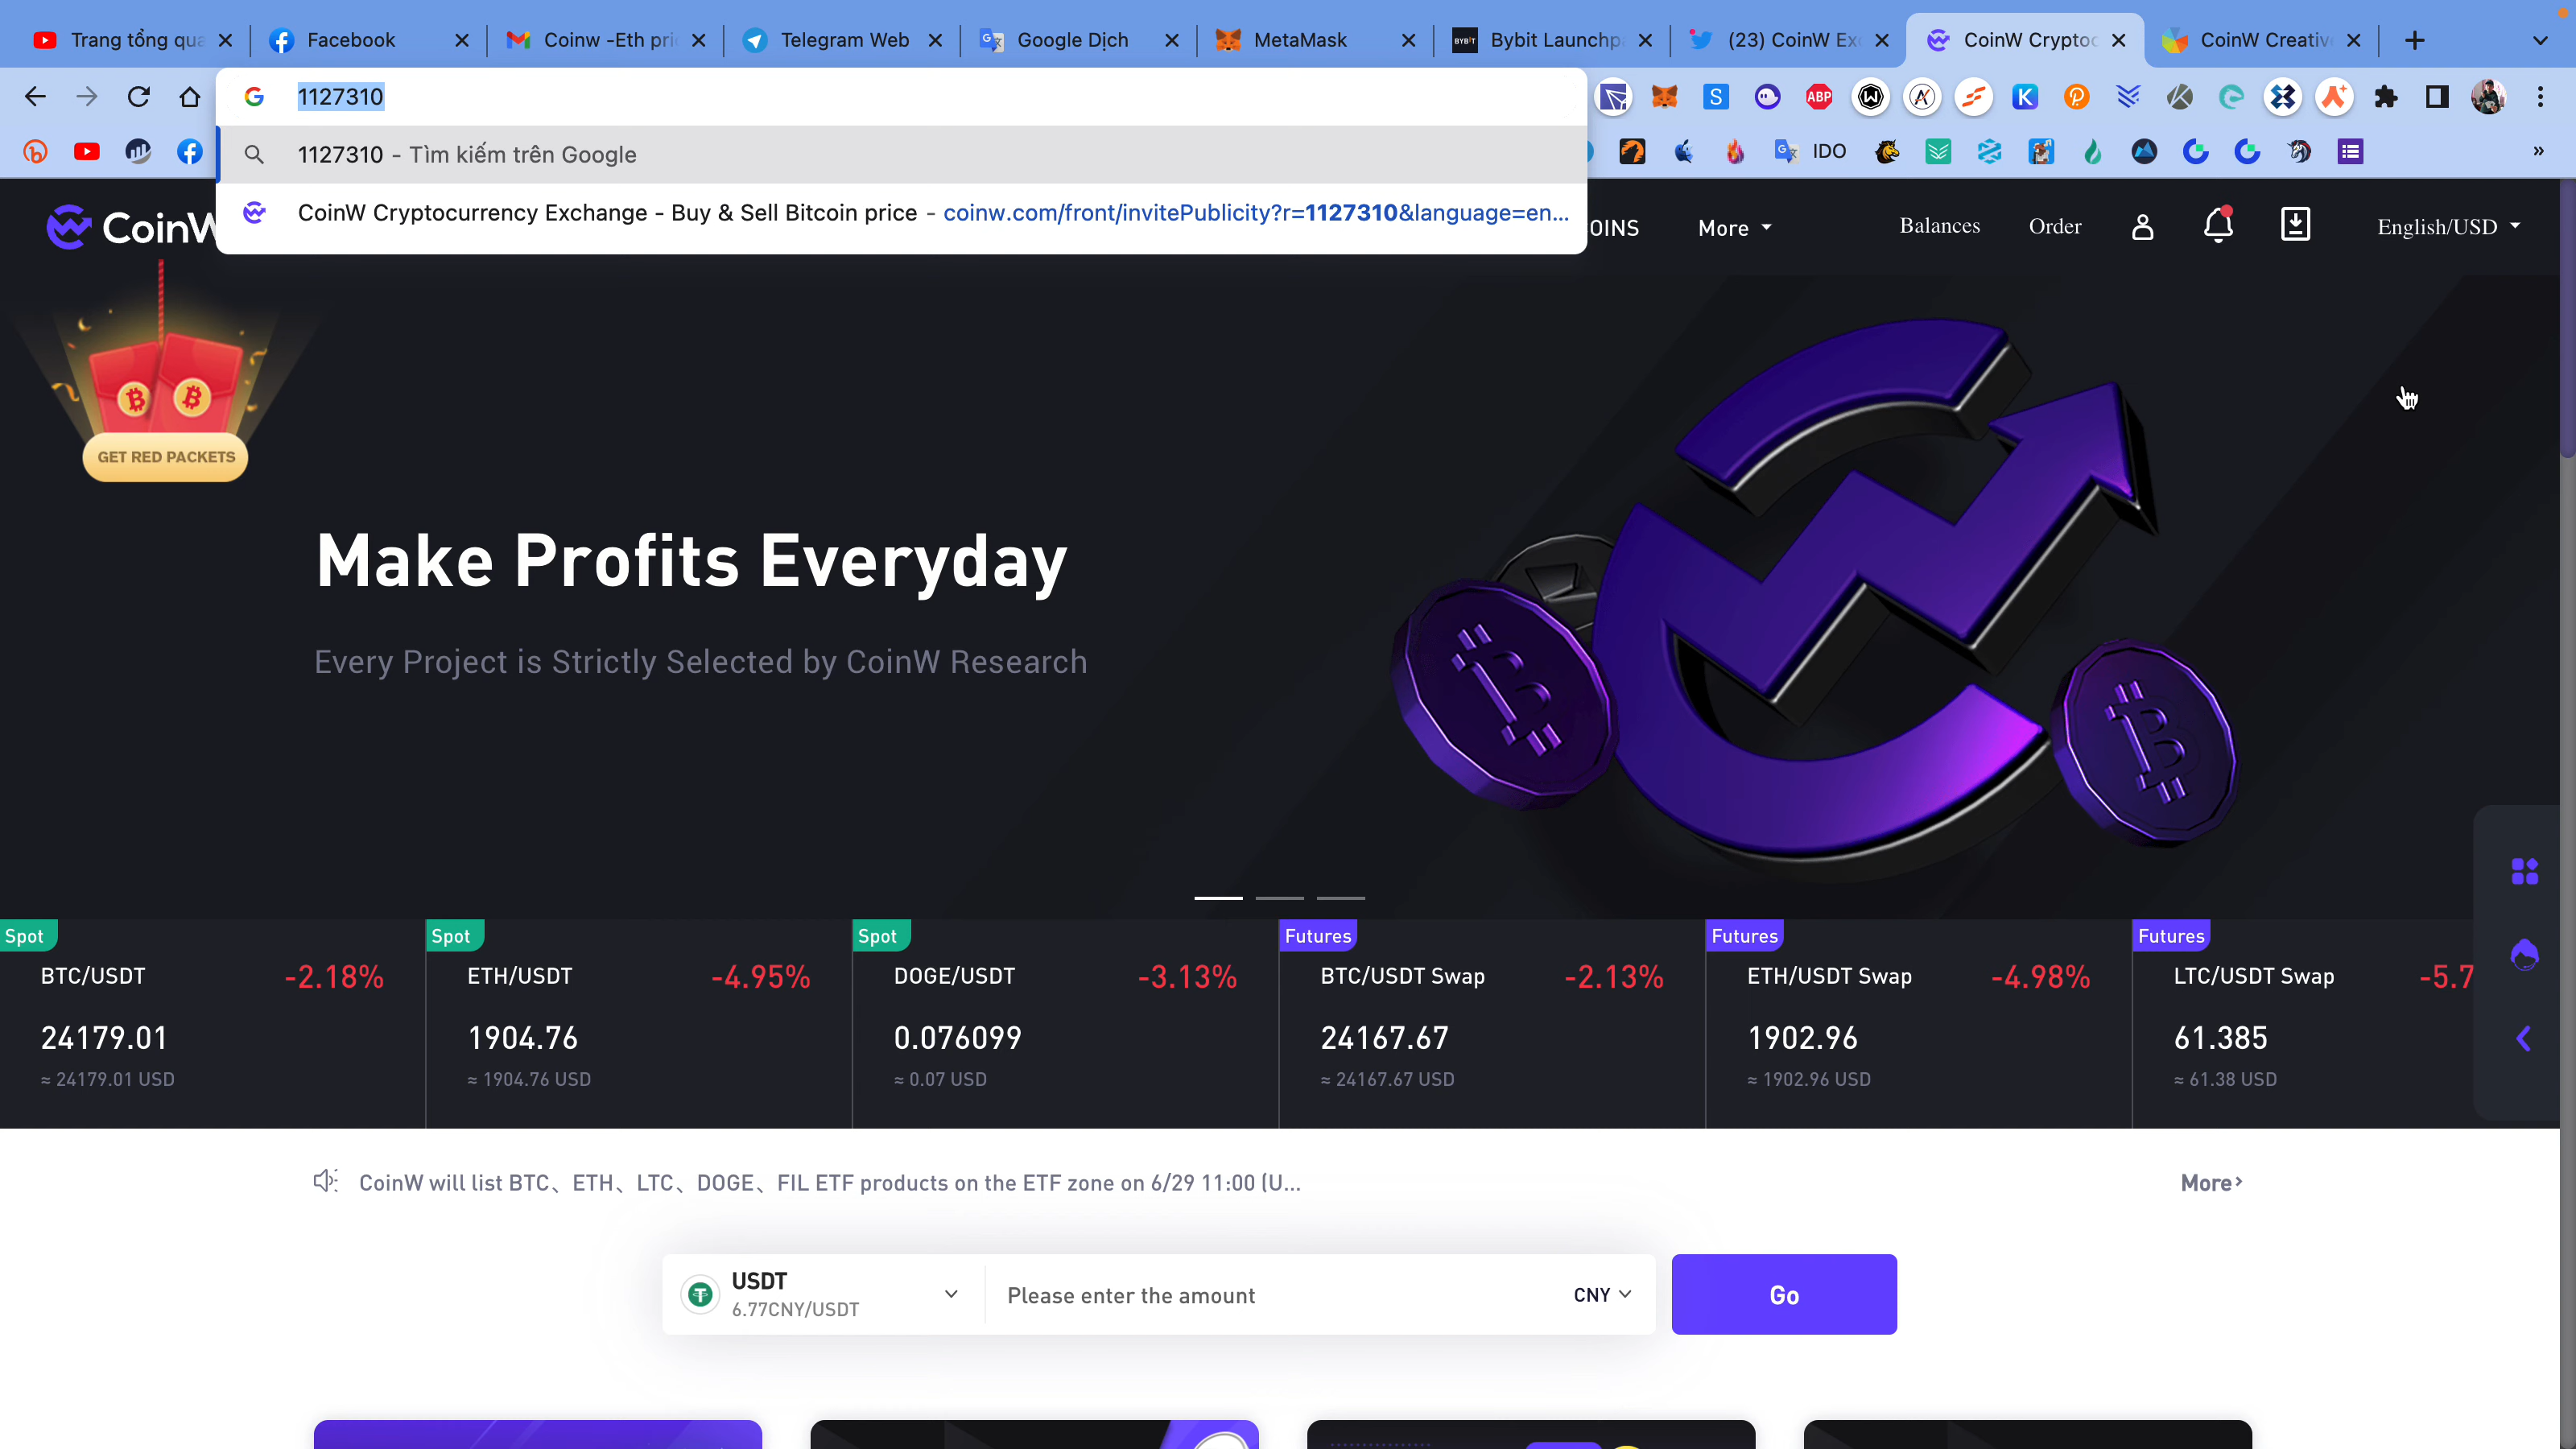 Trang tổng qua
Facebook
Coinw -Eth pri
Telegram Web
Google Dịch
MetaMask
Bybit Launchp
(23) CoinW Ex
CoinW Cryptoc
CoinW Creativ
1127310
ABP
1127310 - Tìm kiếm trên Google
IDO
CoinW Cryptocurrency Exchange - Buy & Sell Bitcoin price - coinw.com/front/invitePublicity?r=1127310&language=en...
CoinW
OINS
More
Balances
Order
English/USD
GET RED PACKETS
Make Profits Everyday
Every Project is Strictly Selected by CoinW Research
Spot
BTC/USDT
-2.18%
24179.01
≈ 24179.01 USD
Spot
ETH/USDT
-4.95%
1904.76
≈ 1904.76 USD
Spot
DOGE/USDT
-3.13%
0.076099
≈ 0.07 USD
Futures
BTC/USDT Swap
-2.13%
24167.67
≈ 24167.67 USD
Futures
ETH/USDT Swap
-4.98%
1902.96
≈ 1902.96 USD
Futures
LTC/USDT Swap
-5.7
61.385
≈ 61.38 USD
CoinW will list BTC、ETH、LTC、DOGE、FIL ETF products on the ETF zone on 6/29 11:00 (U...
More›
USDT
6.77CNY/USDT
Please enter the amount
CNY
Go